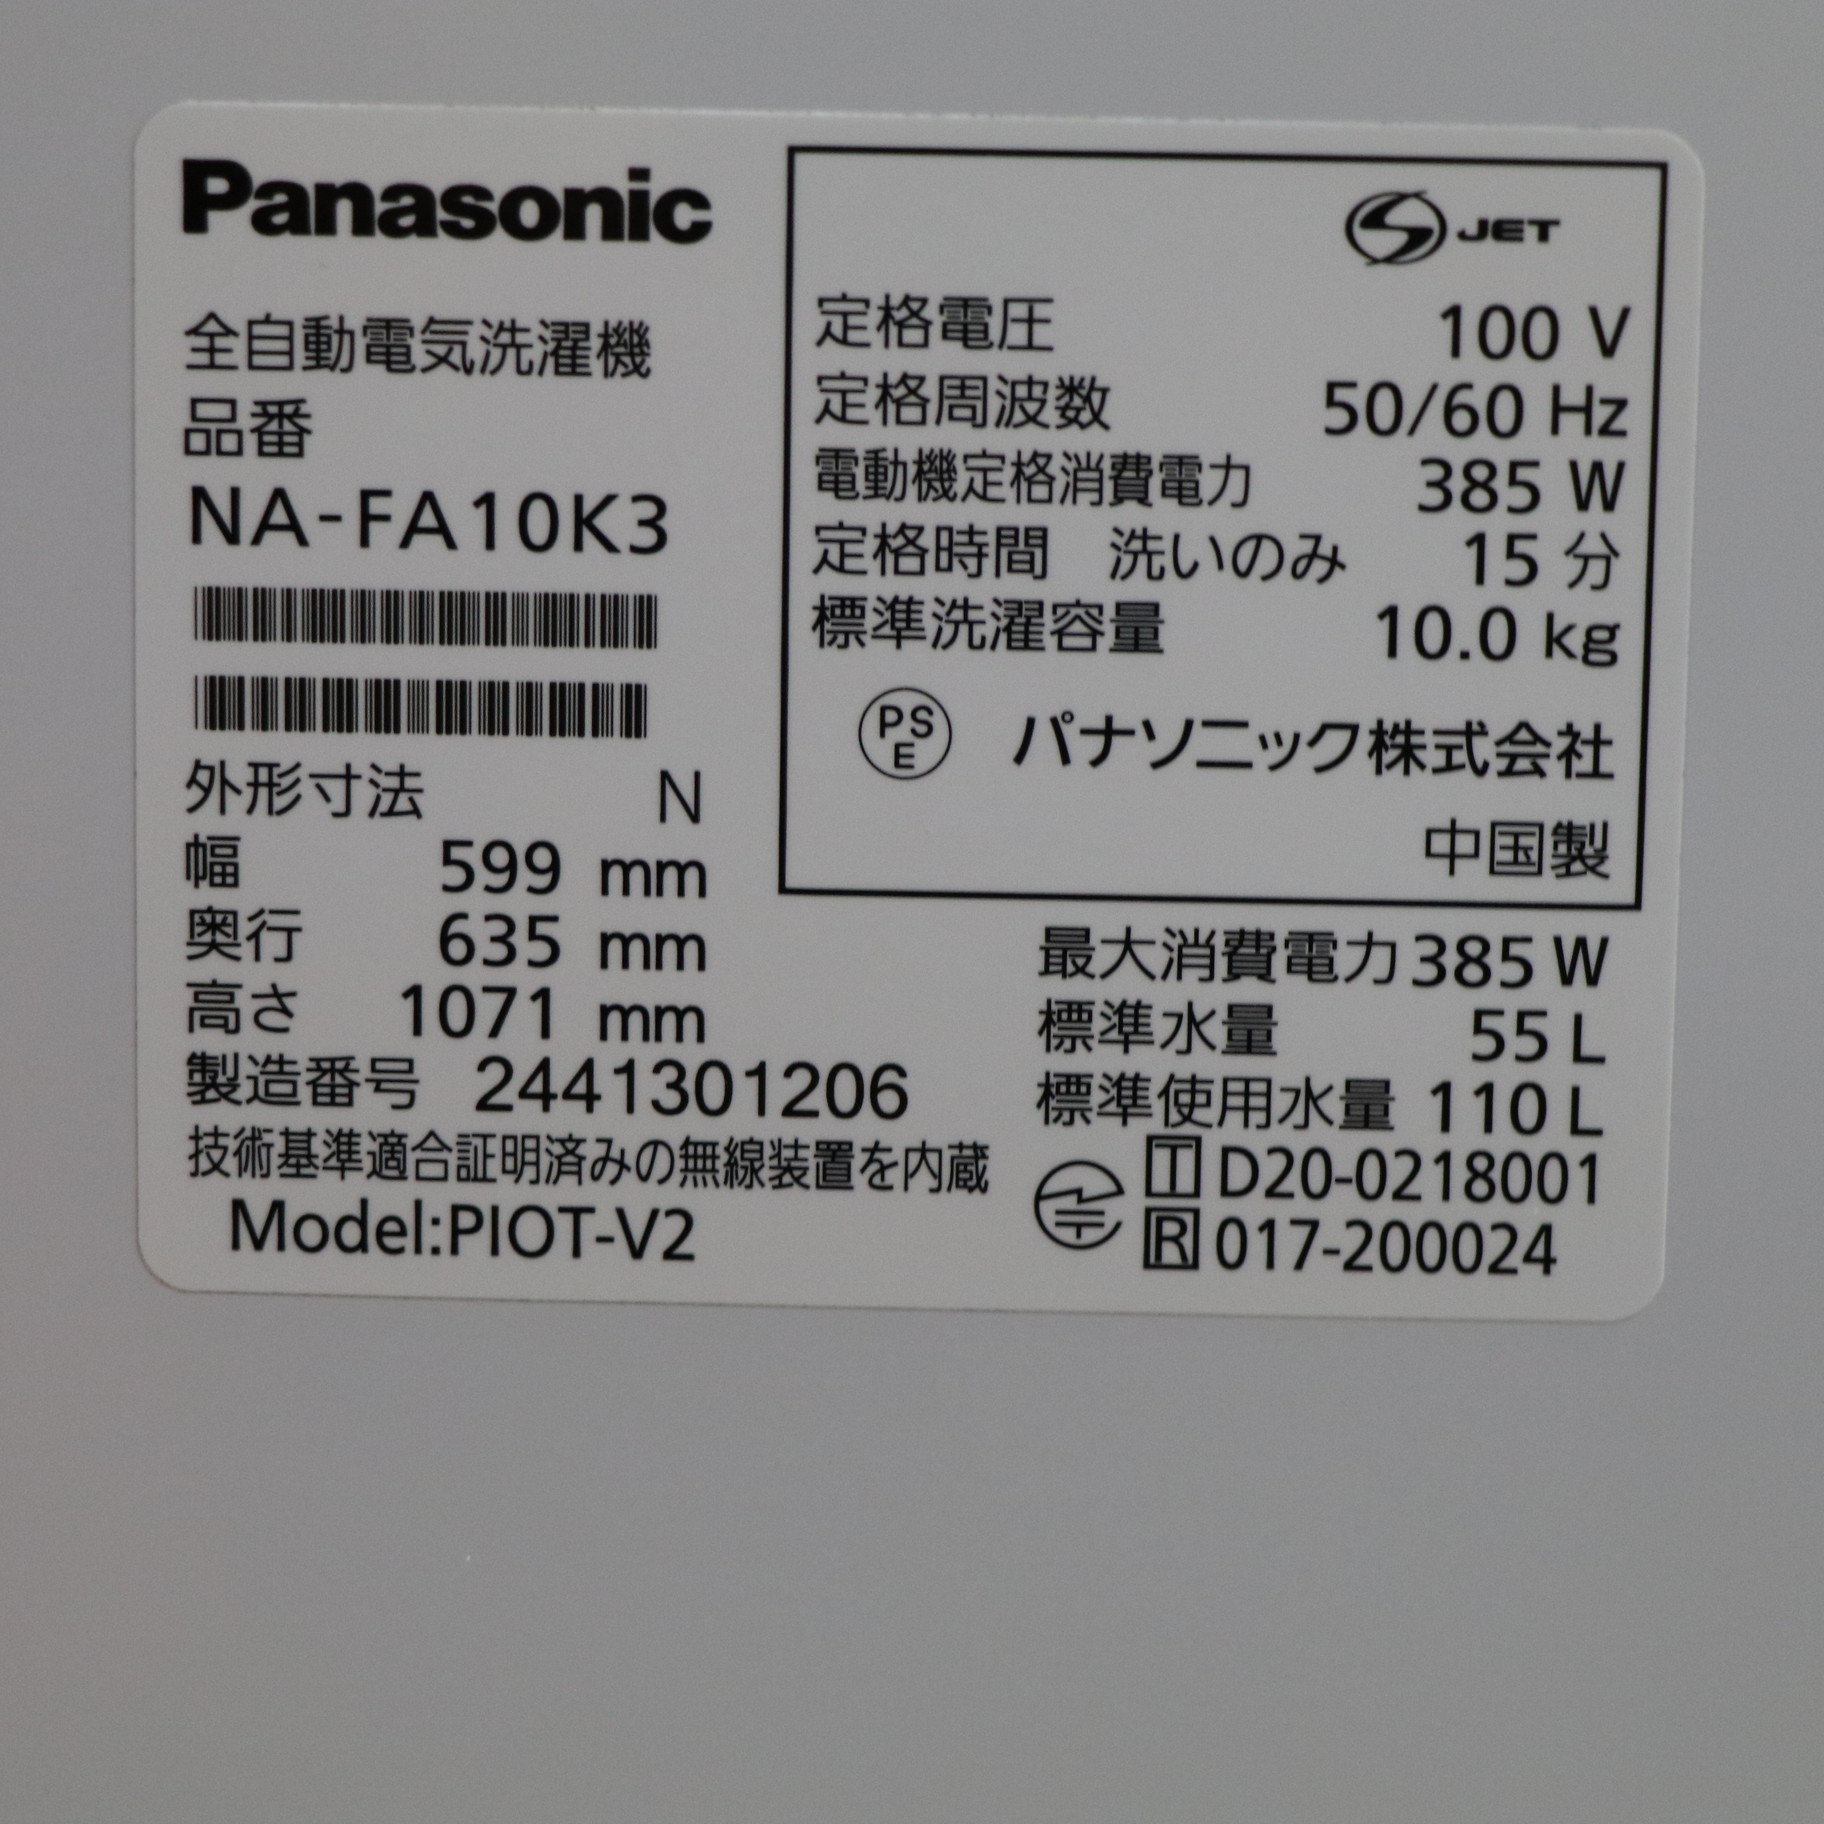 Panasonic
全自動電気洗濯機
品番
NA-FA10K3
外形寸法 N
幅 599 mm
奥行 635 mm
高さ 1071 mm
製造番号 2441301206
技術基準適合証明済みの無線装置を内蔵
Model:PIOT-V2
S JET
定格電圧 100 V
定格周波数 50/60 Hz
電動機定格消費電力 385 W
定格時間 洗いのみ 15 分
標準洗濯容量 10.0 kg
PSE パナソニック株式会社
中国製
最大消費電力 385 W
標準水量 55 L
標準使用水量 110 L
T D20-0218001
R 017-200024